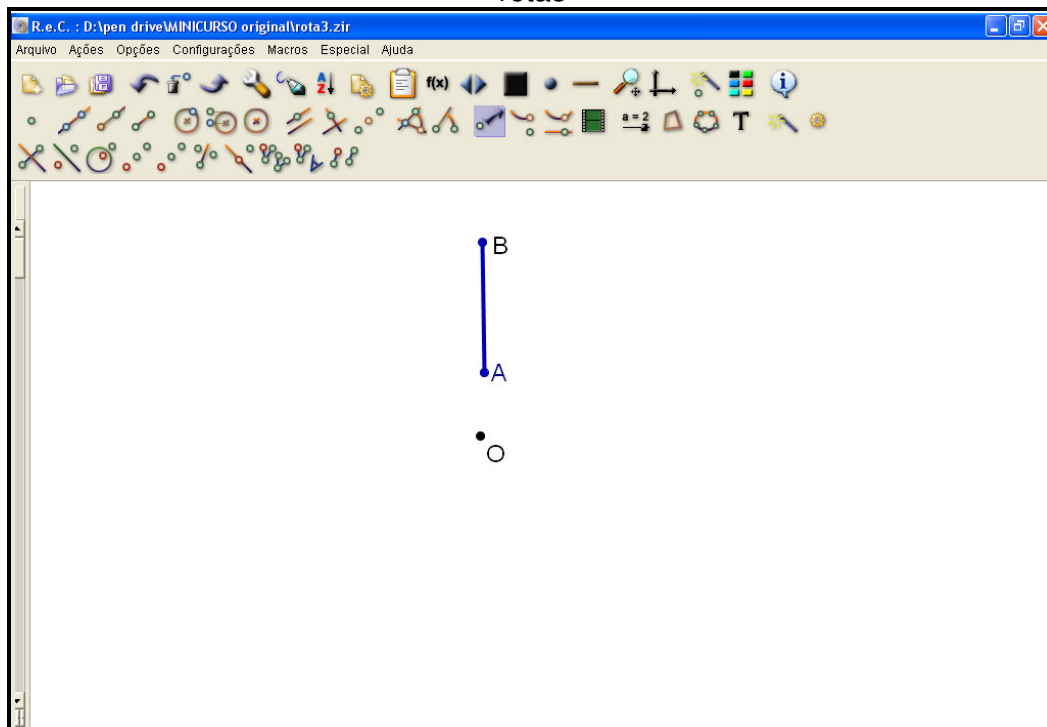 R.e.C. : D:\pen drive\MINICURSO original\rota3.zir
Arquivo Ações Opções Configurações Macros Especial Ajuda
A
Z
f(x)
i
a = 2
T
B
A
O